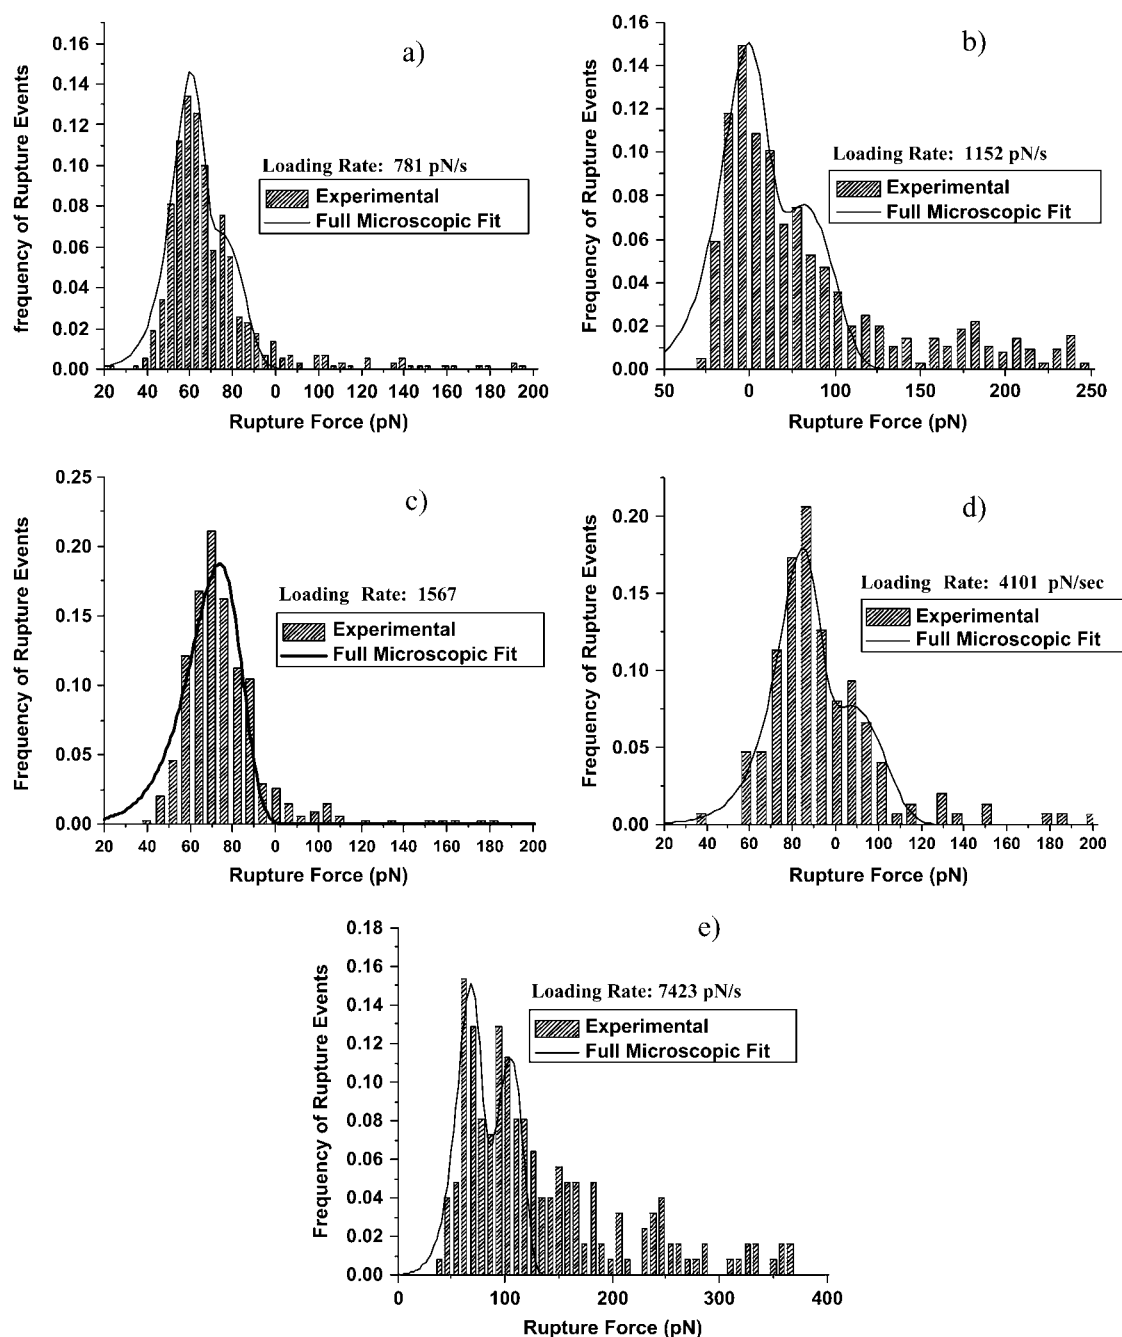 a)
frequency of Rupture Events
0.16
0.14
0.12
0.10
0.08
0.06
0.04
0.02
0.00
Loading Rate: 781 pN/s
Experimental
Full Microscopic Fit
20 40 60 80 0 100 120 140 160 180 200
Rupture Force (pN)
b)
Frequency of Rupture Events
0.16
0.14
0.12
0.10
0.08
0.06
0.04
0.02
0.00
Loading Rate: 1152 pN/s
Experimental
Full Microscopic Fit
50 0 100 150 200 250
Rupture Force (pN)
c)
Frequency of Rupture Events
0.25
0.20
0.15
0.10
0.05
0.00
Loading Rate: 1567
Experimental
Full Microscopic Fit
20 40 60 80 0 100 120 140 160 180 200
Rupture Force (pN)
d)
Frequency of Rupture Events
0.20
0.15
0.10
0.05
0.00
Loading Rate: 4101 pN/sec
Experimental
Full Microscopic Fit
20 40 60 80 0 100 120 140 160 180 200
Rupture Force (pN)
e)
Frequency of Rupture Events
0.18
0.16
0.14
0.12
0.10
0.08
0.06
0.04
0.02
0.00
Loading Rate: 7423 pN/s
Experimental
Full Microscopic Fit
0 100 200 300 400
Rupture Force (pN)